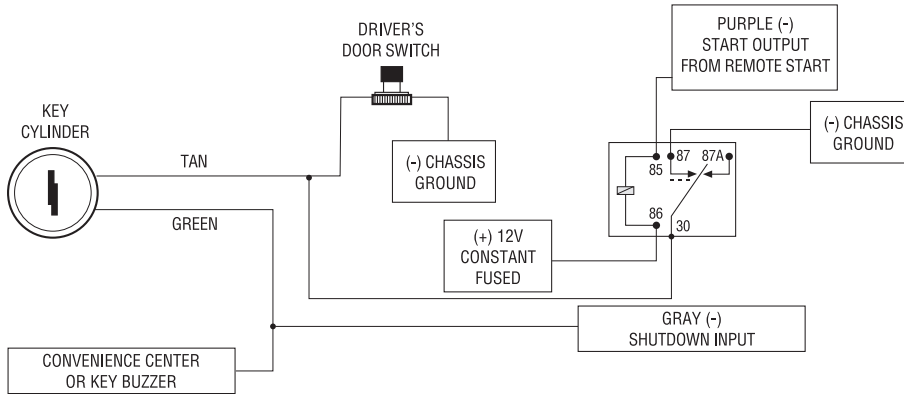 DRIVER'S
DOOR SWITCH
PURPLE (-)
START OUTPUT
FROM REMOTE START
KEY
CYLINDER
(-) CHASSIS
GROUND
TAN
(-) CHASSIS
GROUND
87 87A
85
GREEN
86
30
(+) 12V
CONSTANT
FUSED
GRAY (-)
SHUTDOWN INPUT
CONVENIENCE CENTER
OR KEY BUZZER